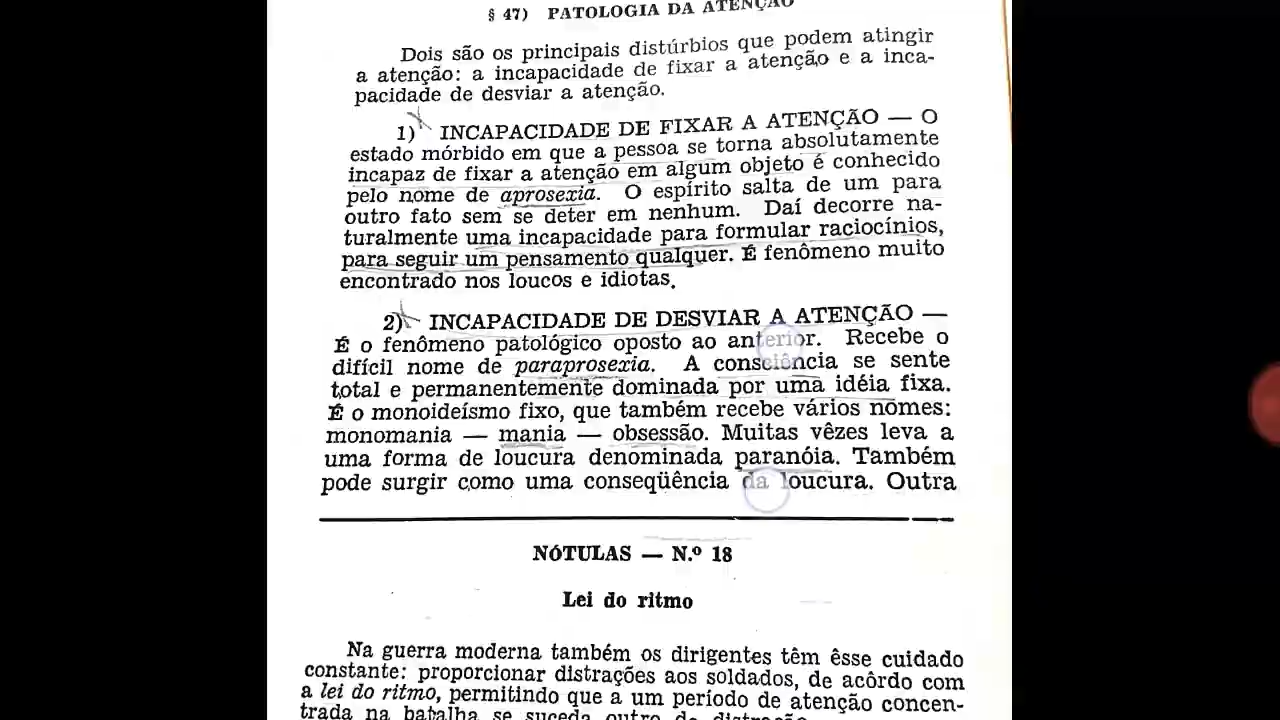 § 47) PATOLOGIA DA ATENÇÃO
Dois são os principais distúrbios que podem atingir
a atenção: a incapacidade de fixar a atenção e a inca-
pacidade de desviar a atenção.
1) INCAPACIDADE DE FIXAR A ATENÇÃO — O
estado mórbido em que a pessoa se torna absolutamente
incapaz de fixar a atenção em algum objeto é conhecido
pelo nome de aprosexia. O espírito salta de um para
outro fato sem se deter em nenhum. Daí decorre na-
turalmente uma incapacidade para formular raciocínios,
para seguir um pensamento qualquer. É fenômeno muito
encontrado nos loucos e idiotas.
2) INCAPACIDADE DE DESVIAR A ATENÇÃO —
É o fenômeno patológico oposto ao anterior. Recebe o
difícil nome de paraprosexia. A consciência se sente
total e permanentemente dominada por uma idéia fixa.
É o monoideísmo fixo, que também recebe vários nomes:
monomania — mania — obsessão. Muitas vêzes leva a
uma forma de loucura denominada paranóia. Também
pode surgir como uma conseqüência da loucura. Outra
NÓTULAS — N.º 18
Lei do ritmo
Na guerra moderna também os dirigentes têm êsse cuidado
constante: proporcionar distrações aos soldados, de acôrdo com
a lei do ritmo, permitindo que a um período de atenção concen-
trada na batalha se suceda outro de distração